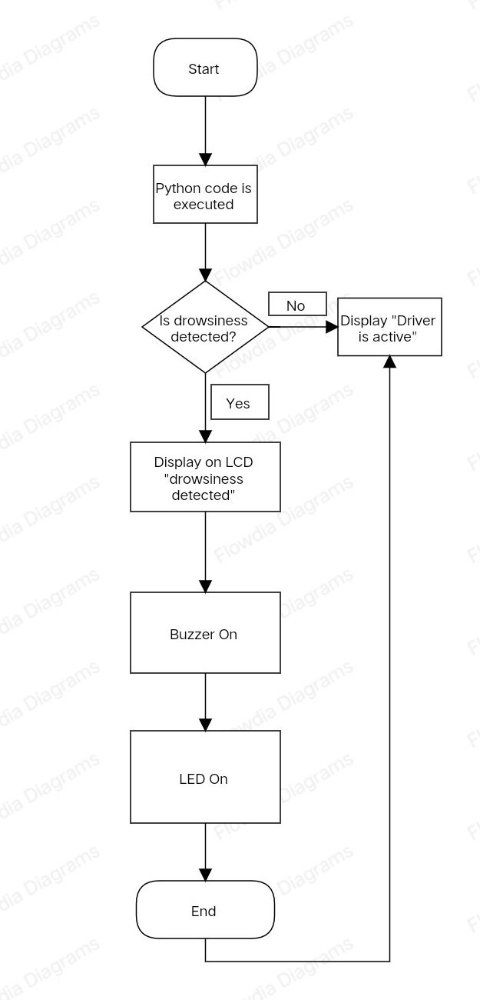 Start
Python code is
executed
Is drowsiness
detected?
No
Display "Driver
is active"
Yes
Display on LCD
"drowsiness
detected"
Buzzer On
LED On
End
Flowdia Diagrams